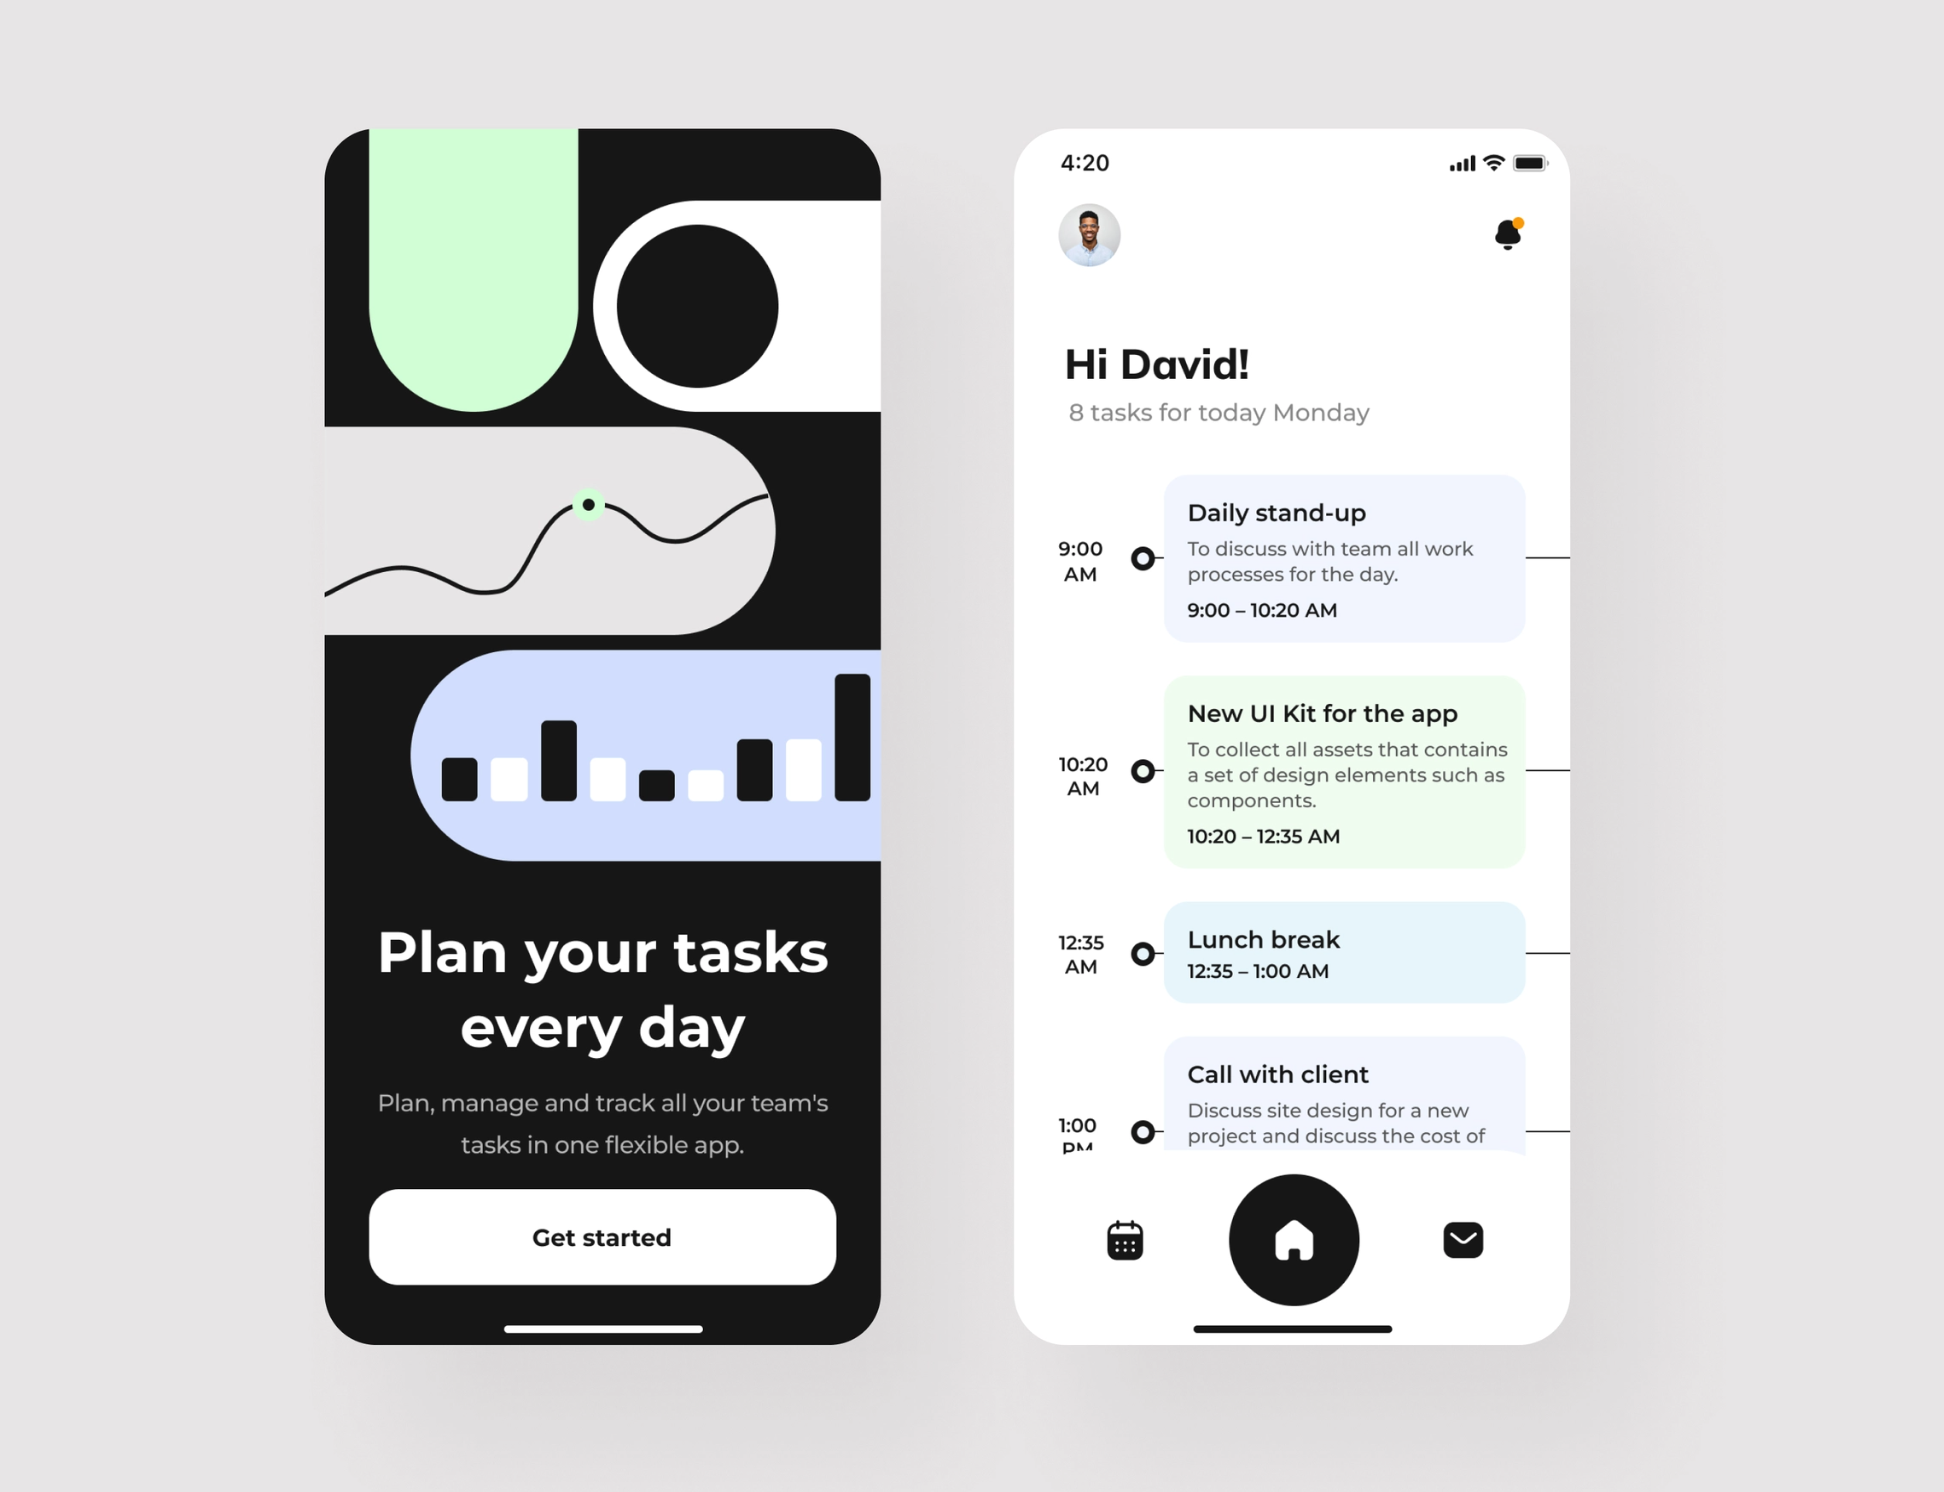 Plan your tasks
every day
Plan, manage and track all your team's
tasks in one flexible app.
Get started
4:20
Hi David!
8 tasks for today Monday
9:00
AM
Daily stand-up
To discuss with team all work
processes for the day.
9:00 – 10:20 AM
10:20
AM
New UI Kit for the app
To collect all assets that contains
a set of design elements such as
components.
10:20 – 12:35 AM
12:35
AM
Lunch break
12:35 – 1:00 AM
1:00
PM
Call with client
Discuss site design for a new
project and discuss the cost of